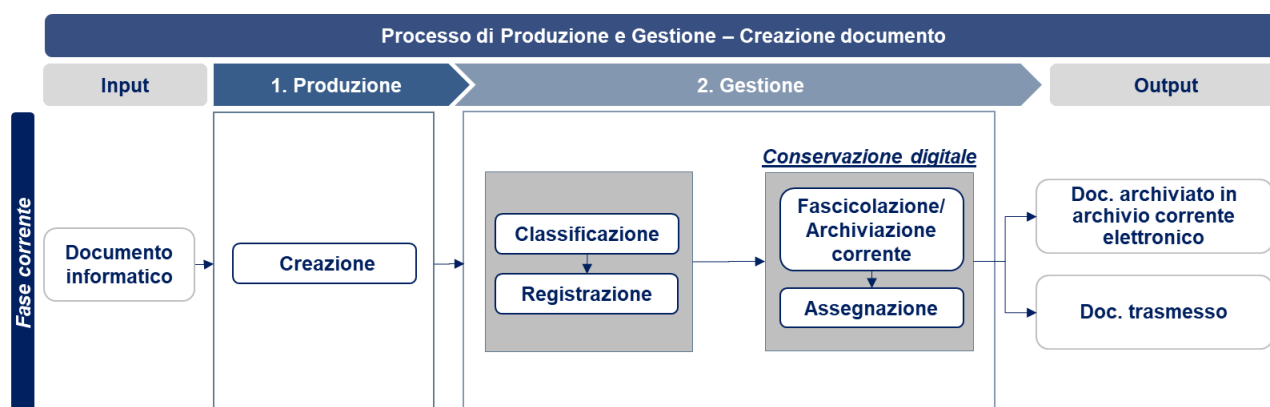 Processo di Produzione e Gestione – Creazione documento
Input
1. Produzione
2. Gestione
Output
Fase corrente
Documento
informatico
Creazione
Classificazione
Registrazione
Conservazione digitale
Fascicolazione/
Archiviazione
corrente
Assegnazione
Doc. archiviato in
archivio corrente
elettronico
Doc. trasmesso